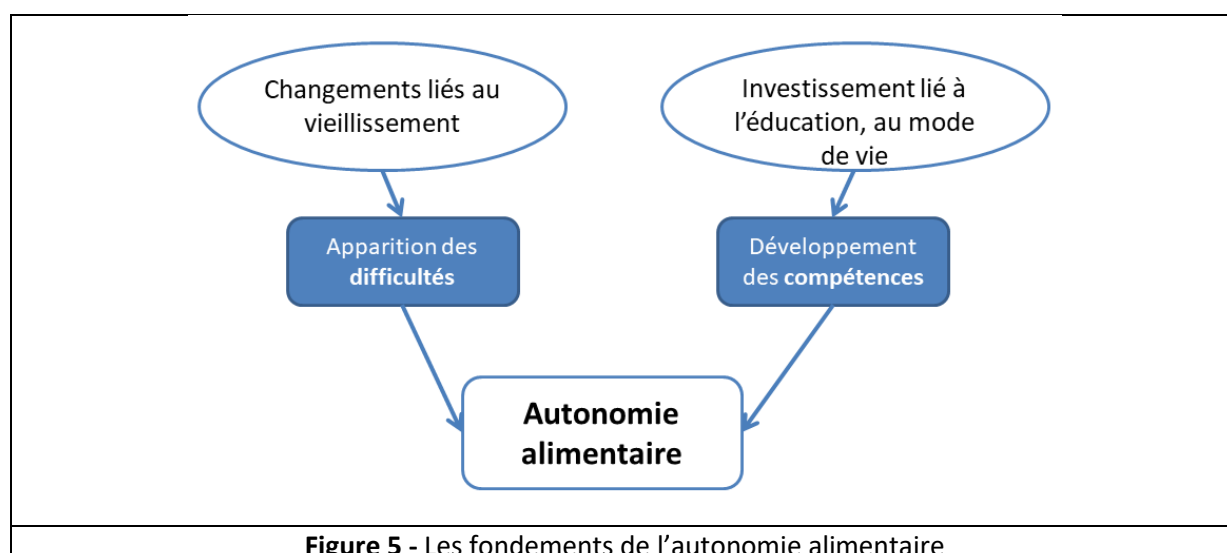 Changements liés au
vieillissement
Investissement lié à
l’éducation, au mode
de vie
Apparition des
difficultés
Développement
des compétences
Autonomie
alimentaire
Figure 5 - Les fondements de l’autonomie alimentaire